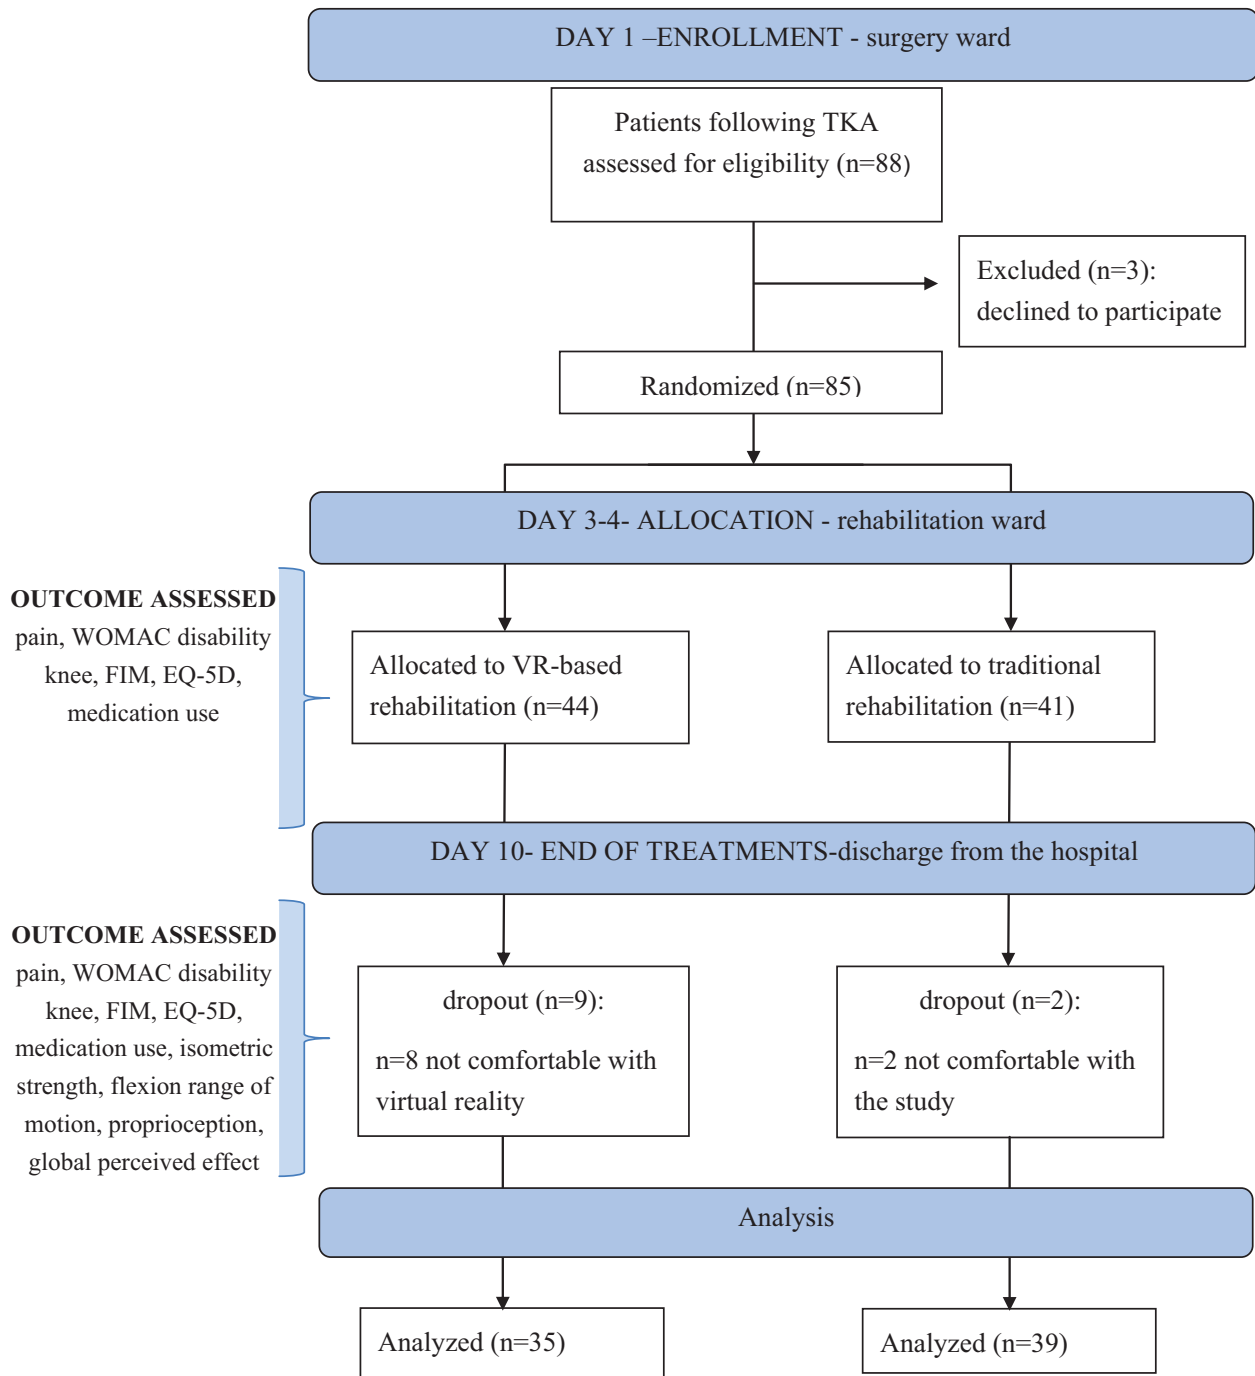 DAY 1 –ENROLLMENT - surgery ward
Patients following TKA
assessed for eligibility (n=88)
Excluded (n=3):
declined to participate
Randomized (n=85)
DAY 3-4- ALLOCATION - rehabilitation ward
OUTCOME ASSESSED
pain, WOMAC disability
knee, FIM, EQ-5D,
medication use
Allocated to VR-based
rehabilitation (n=44)
Allocated to traditional
rehabilitation (n=41)
DAY 10- END OF TREATMENTS-discharge from the hospital
OUTCOME ASSESSED
pain, WOMAC disability
knee, FIM, EQ-5D,
medication use, isometric
strength, flexion range of
motion, proprioception,
global perceived effect
dropout (n=9):
n=8 not comfortable with
virtual reality
dropout (n=2):
n=2 not comfortable with
the study
Analysis
Analyzed (n=35)
Analyzed (n=39)